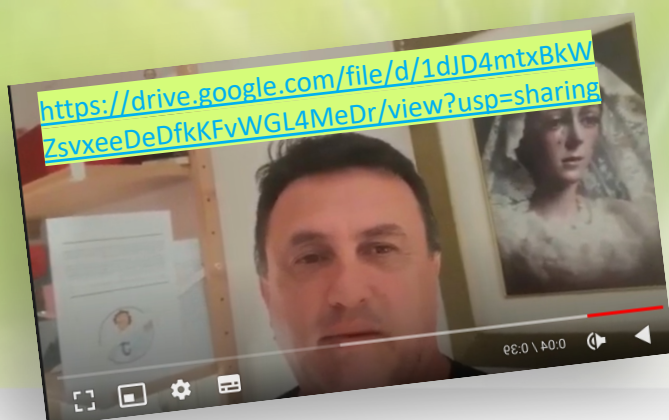 https://drive.google.com/file/d/1dJD4mtxBkW
ZsvxeeDeDfkKFvWGL4MeDr/view?usp=sharing
0:04 / 0:39